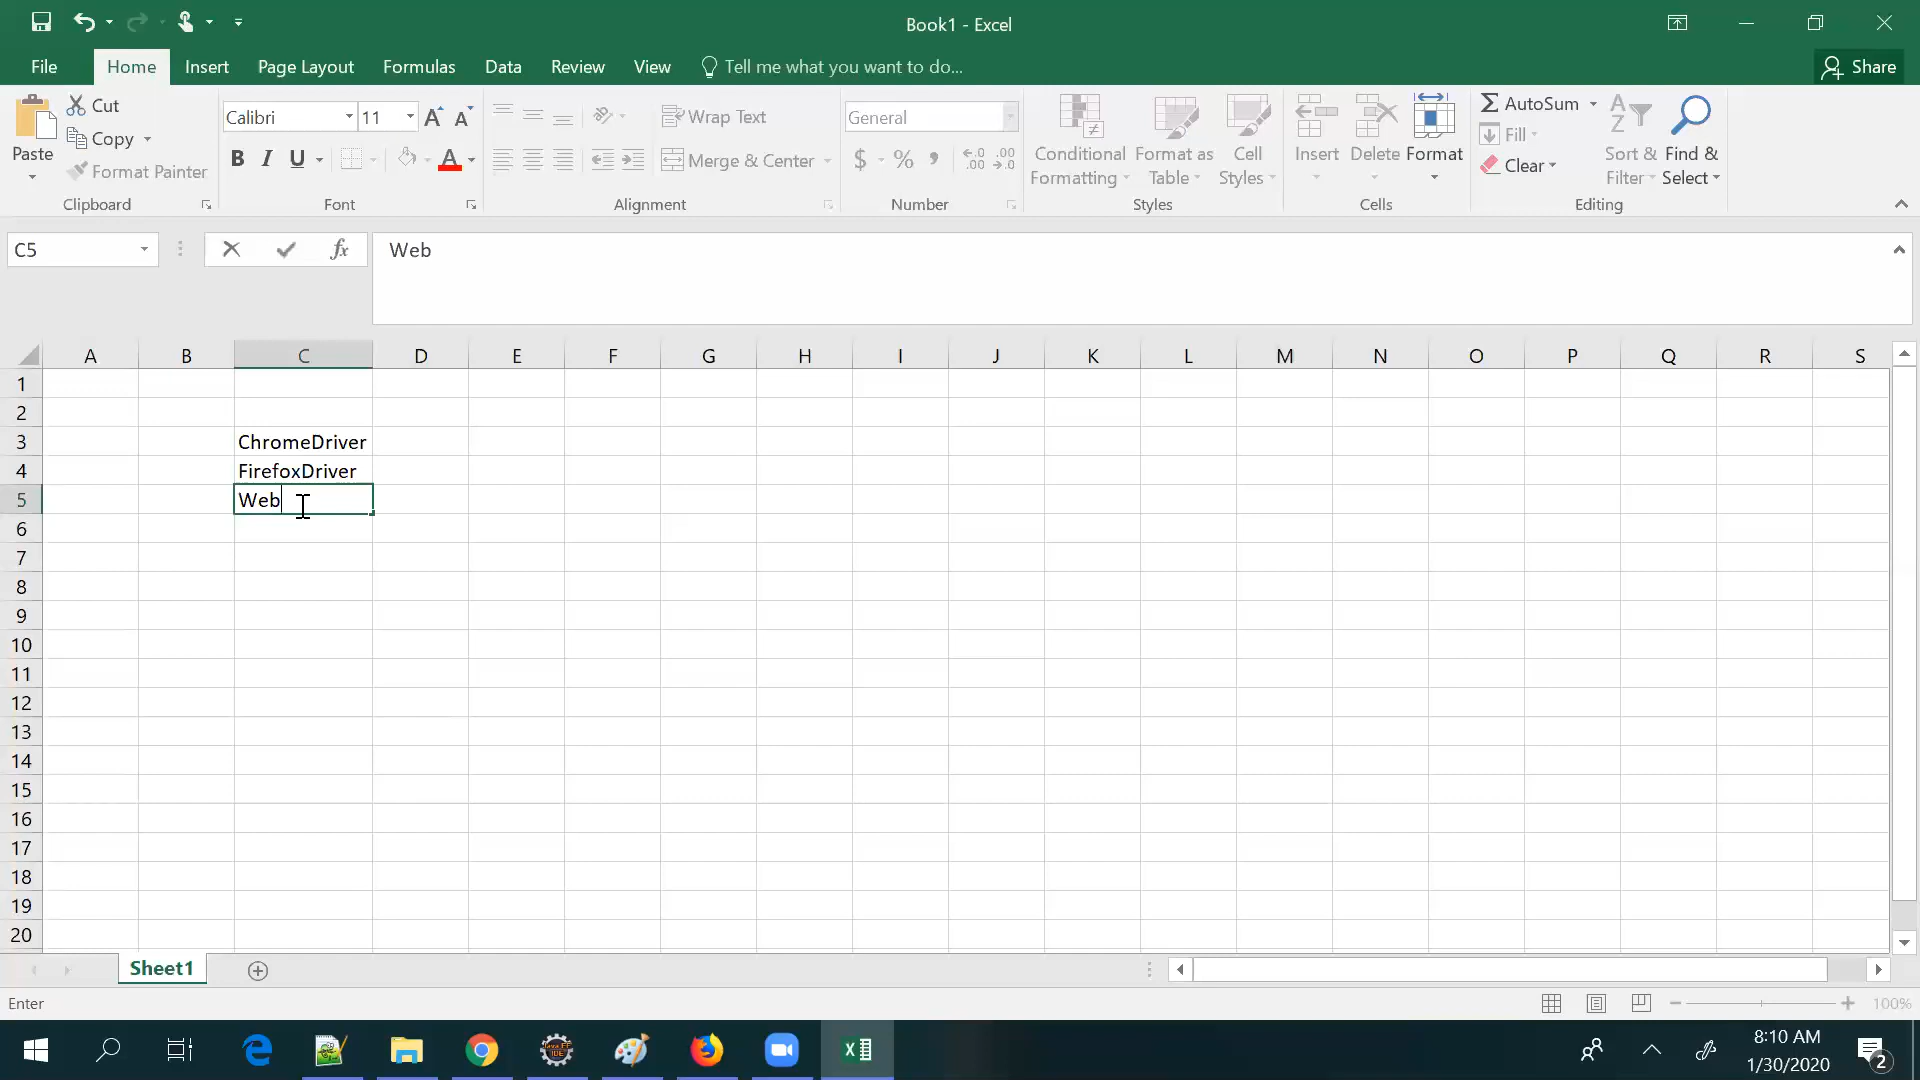 Book1 - Excel
File Home Insert Page Layout Formulas Data Review View Tell me what you want to do... Share
Cut
Copy
Format Painter
Paste
Clipboard
Calibri 11
B I U A
Font
Wrap Text
Merge & Center
Alignment
General
$ % ,
Number
Conditional Formatting
Format as Table
Cell Styles
Styles
Insert Delete Format
Cells
AutoSum
Fill
Clear
Sort & Filter
Find & Select
Editing
C5 fx Web
A B C D E F G H I J K L M N O P Q R S
1
2
3 ChromeDriver
4 FirefoxDriver
5 Web
6
7
8
9
10
11
12
13
14
15
16
17
18
19
20
Sheet1
Enter 100%
8:10 AM
1/30/2020
2